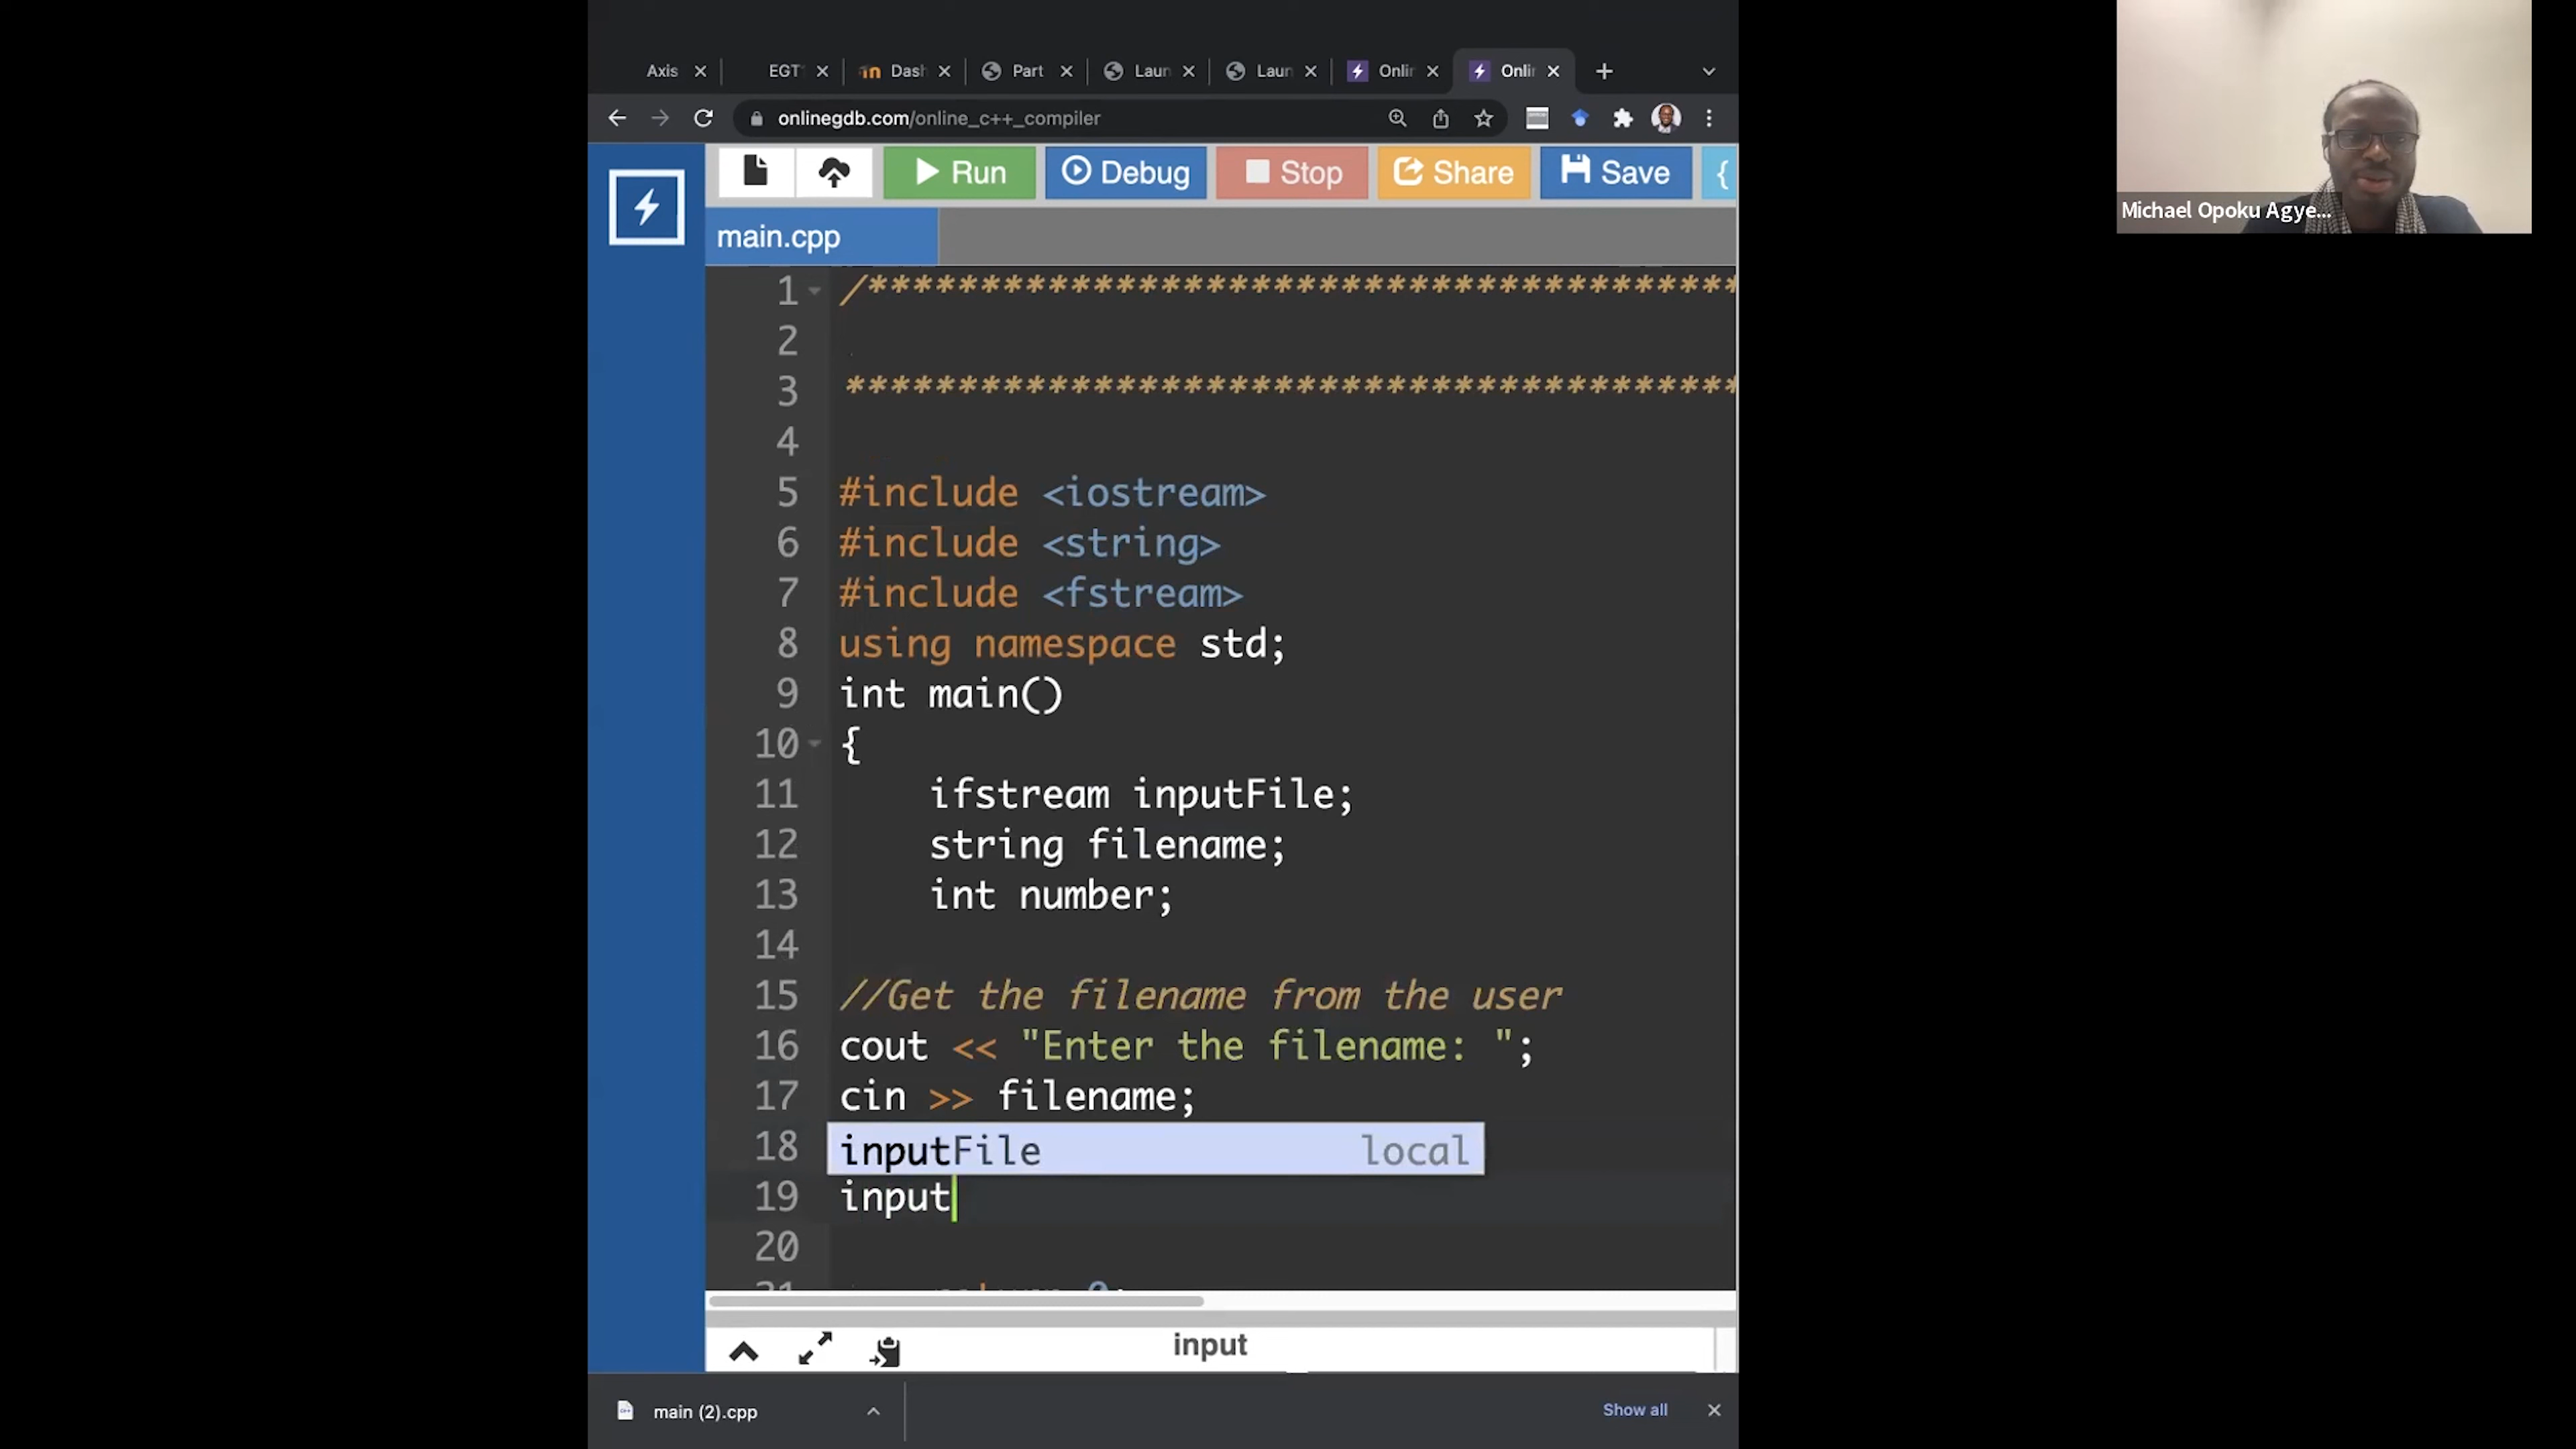 Axis EGT Dash Part Laun Laun Onlin Onlin
onlinegdb.com/online_c++_compiler
Run Debug Stop Share Save {
Michael Opoku Agye...
main.cpp
1 /***************************************
2
3 ****************************************
4
5 #include <iostream>
6 #include <string>
7 #include <fstream>
8 using namespace std;
9 int main()
10 {
11 ifstream inputFile;
12 string filename;
13 int number;
14
15 //Get the filename from the user
16 cout << "Enter the filename: ";
17 cin >> filename;
18 inputFile local
19 input
20
input
main (2).cpp Show all